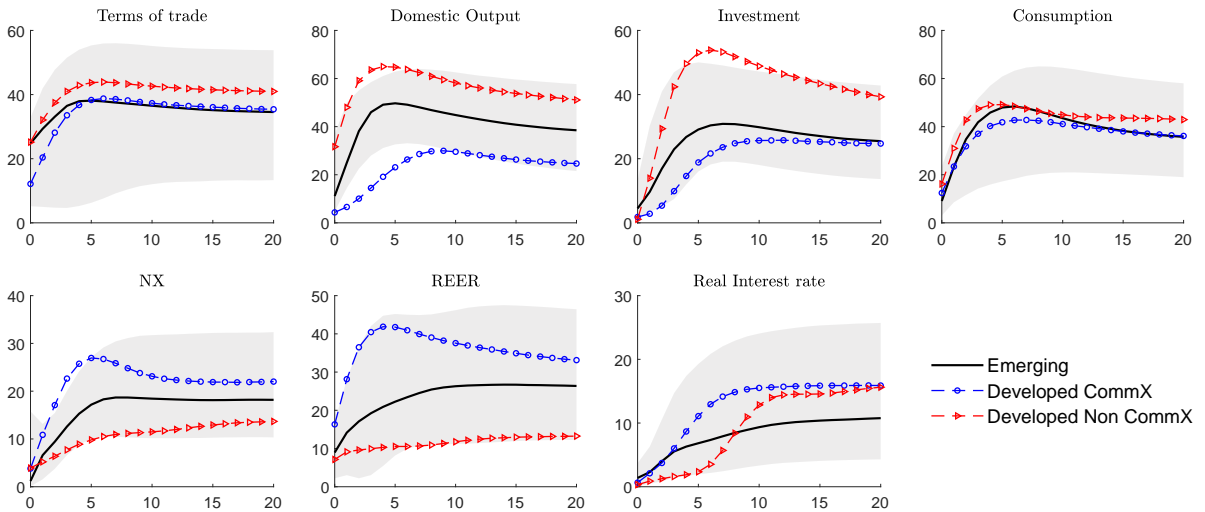 Terms of trade
Domestic Output
Investment
Consumption
60
40
20
0
0 5 10 15 20
80
60
40
20
0
0 5 10 15 20
60
40
20
0
0 5 10 15 20
80
60
40
20
0
0 5 10 15 20
NX
REER
Real Interest rate
40
30
20
10
0
0 5 10 15 20
50
40
30
20
10
0
0 5 10 15 20
30
20
10
0
0 5 10 15 20
Emerging
Developed CommX
Developed Non CommX